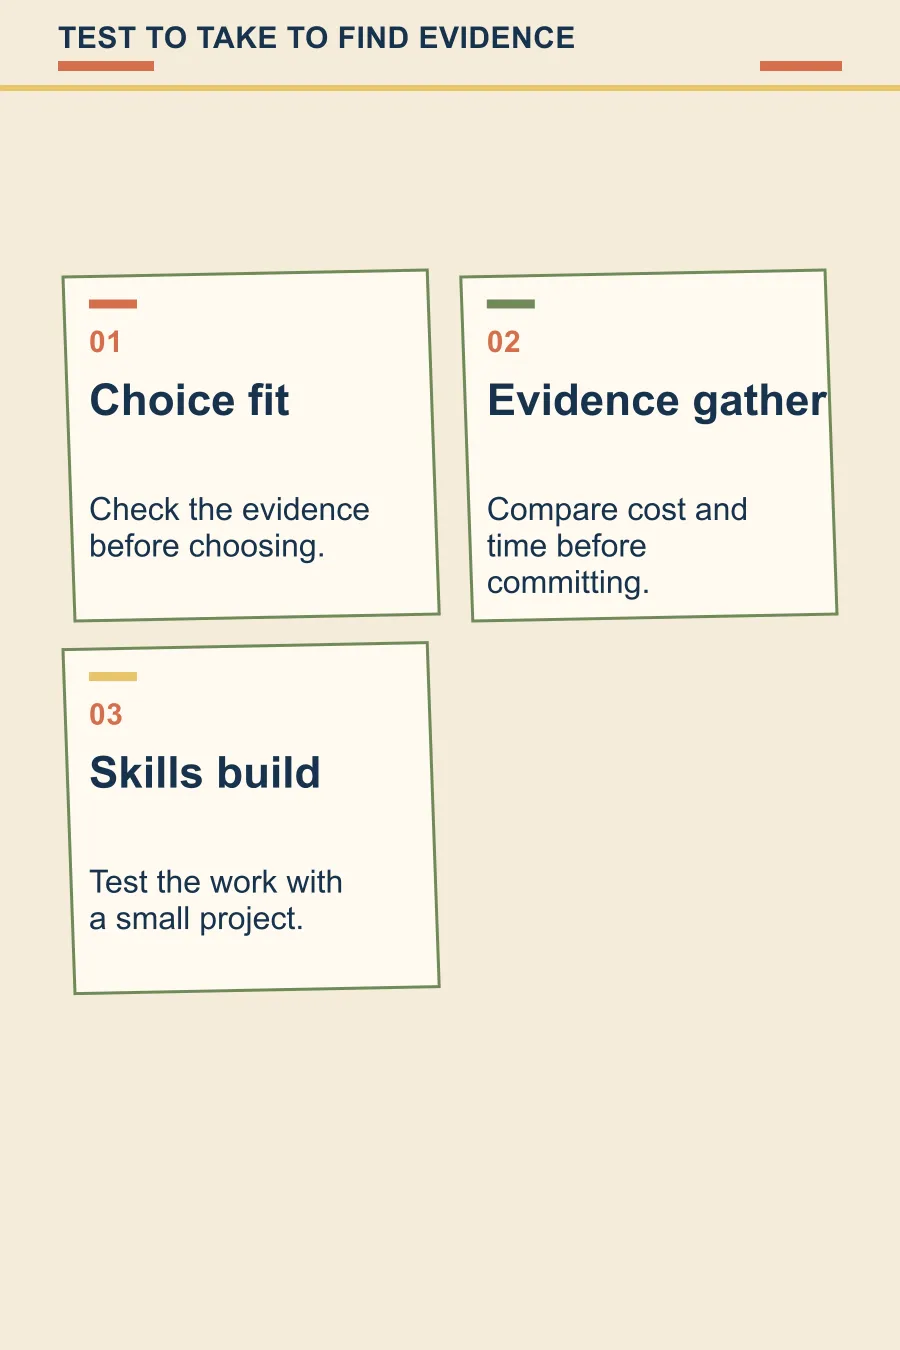 TEST TO TAKE TO FIND EVIDENCE
01
Choice fit
Check the evidence
before choosing.
02
Evidence gather
Compare cost and
time before
committing.
03
Skills build
Test the work with
a small project.